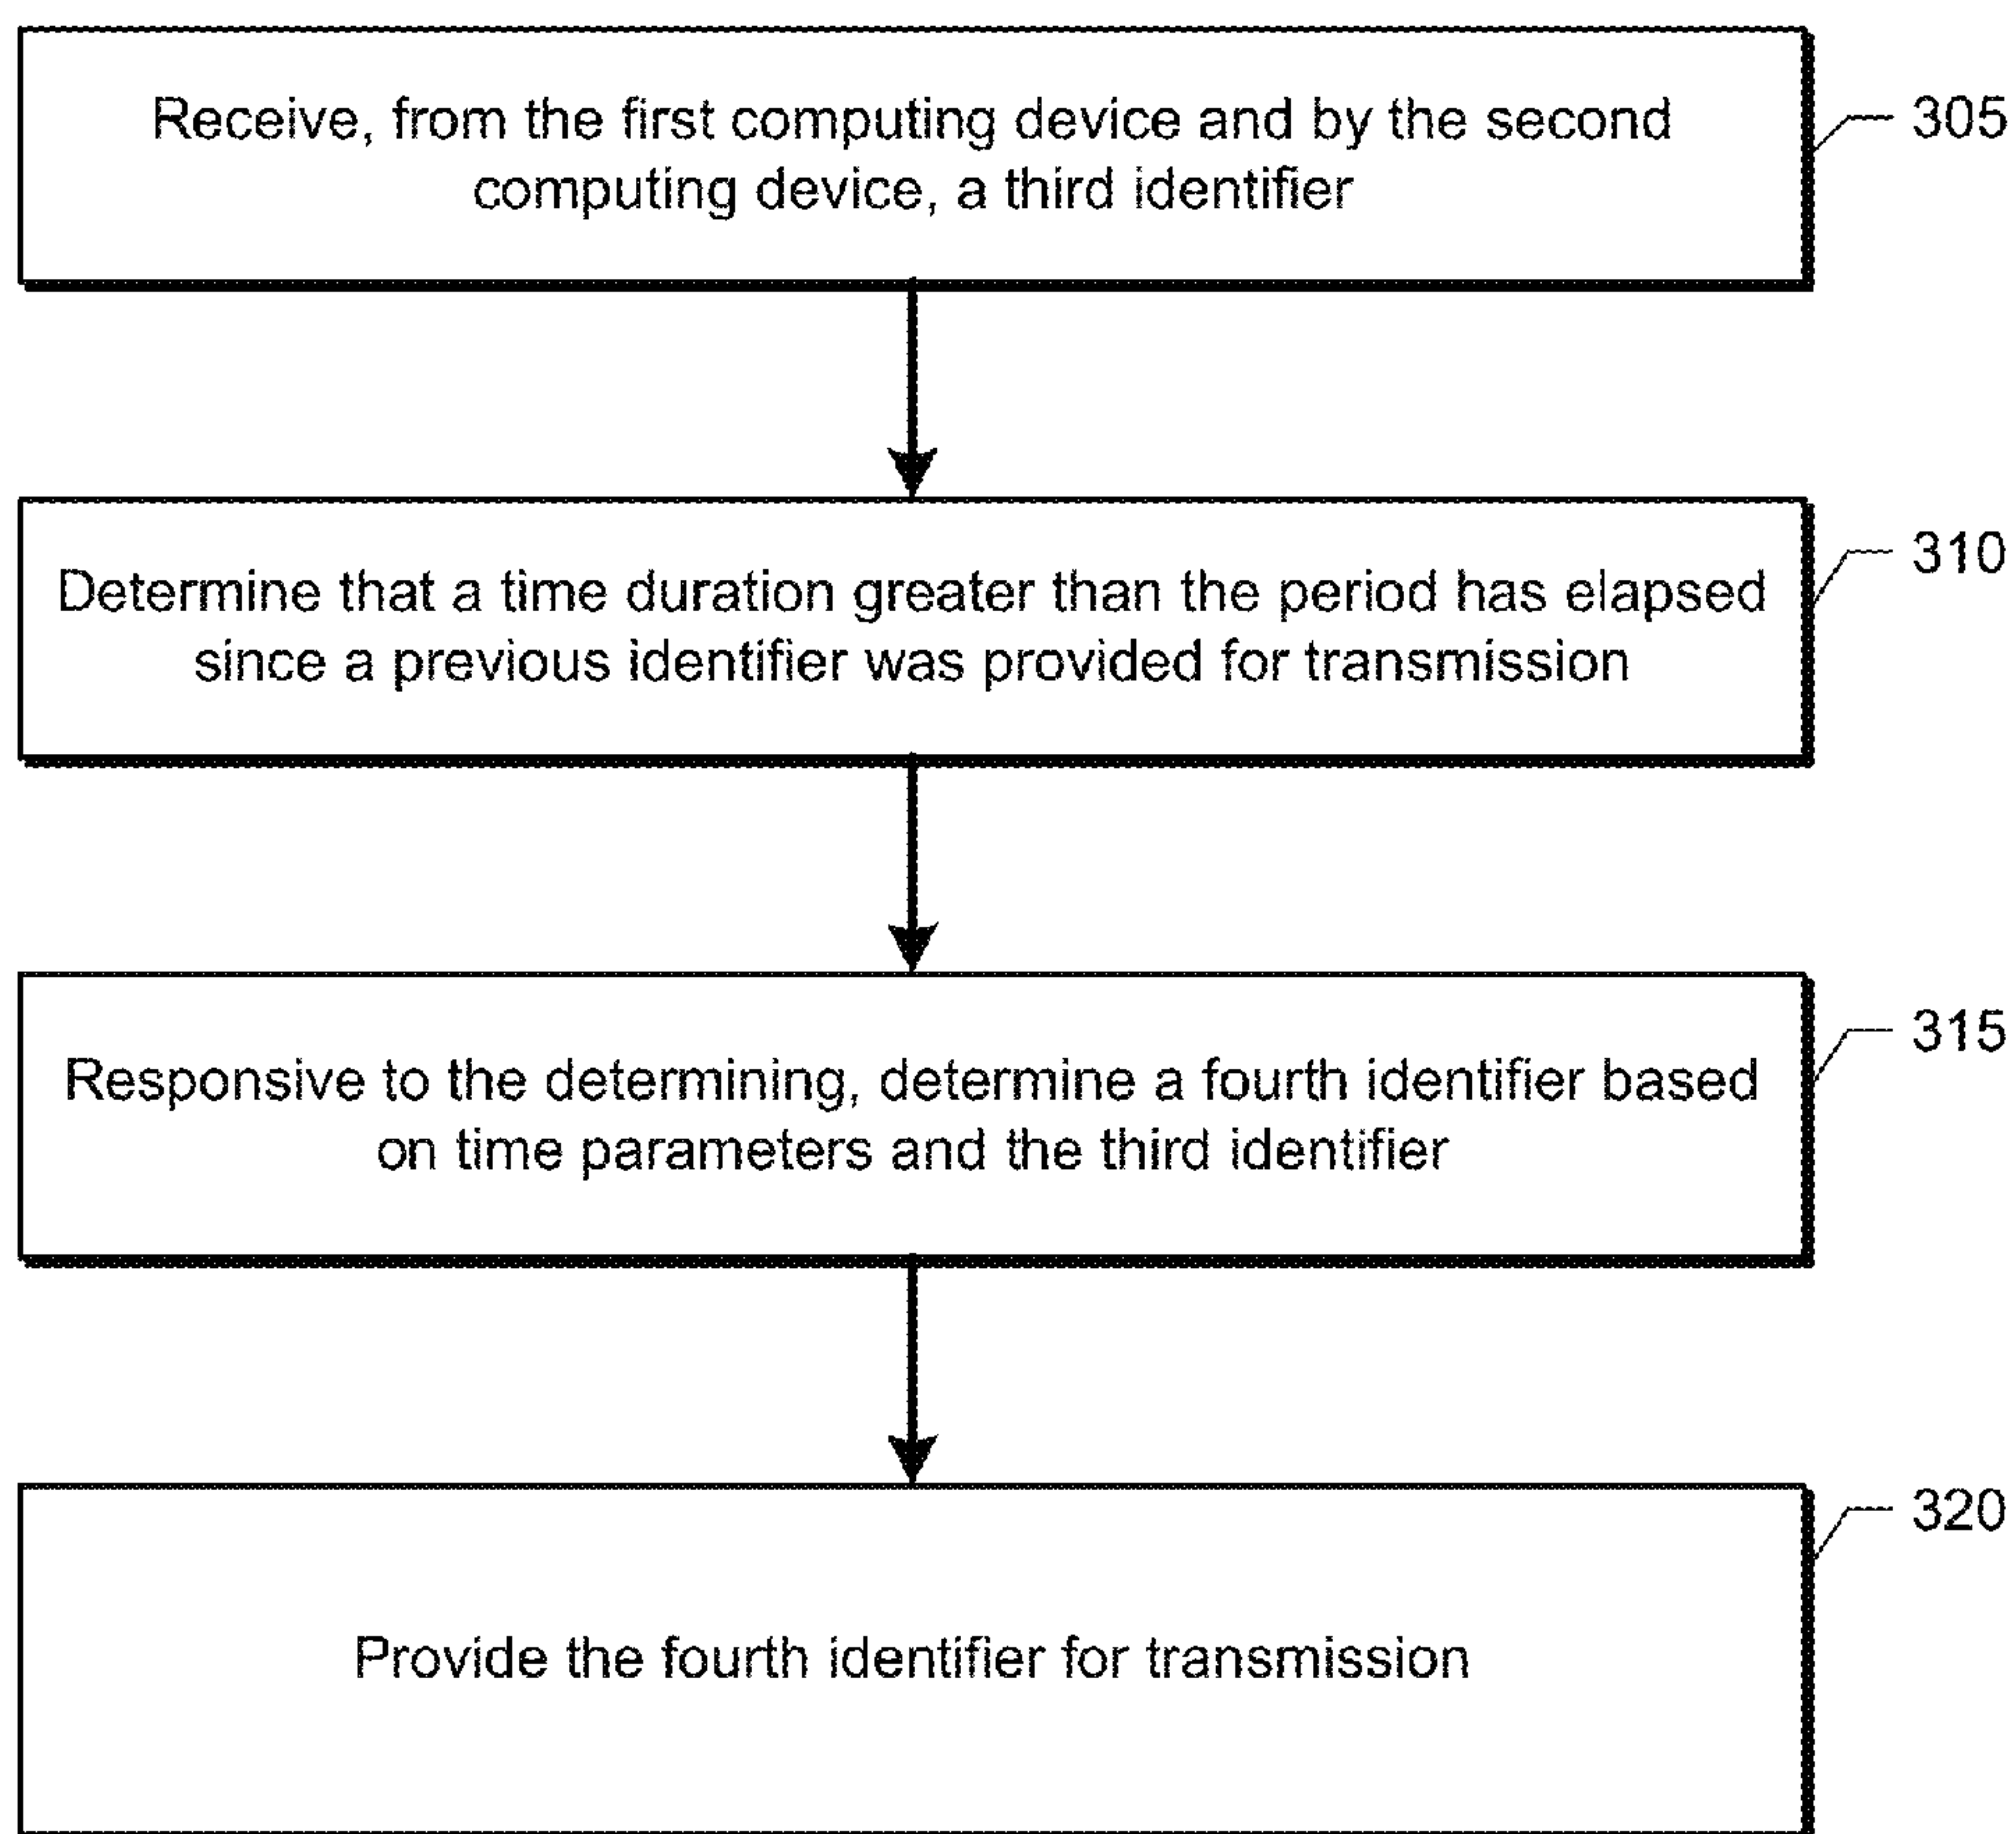 Receive, from the first computing device and by the second
computing device, a third identifier
305
Determine that a time duration greater than the period has elapsed
since a previous identifier was provided for transmission
310
Responsive to the determining, determine a fourth identifier based
on time parameters and the third identifier
315
Provide the fourth identifier for transmission
320